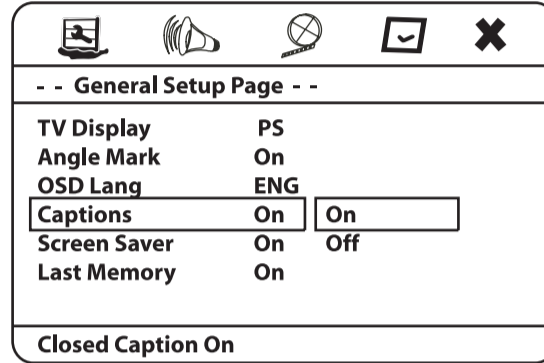 - - General Setup Page - -
TV Display PS
Angle Mark On
OSD Lang ENG
Captions On On
Screen Saver On Off
Last Memory On
Closed Caption On